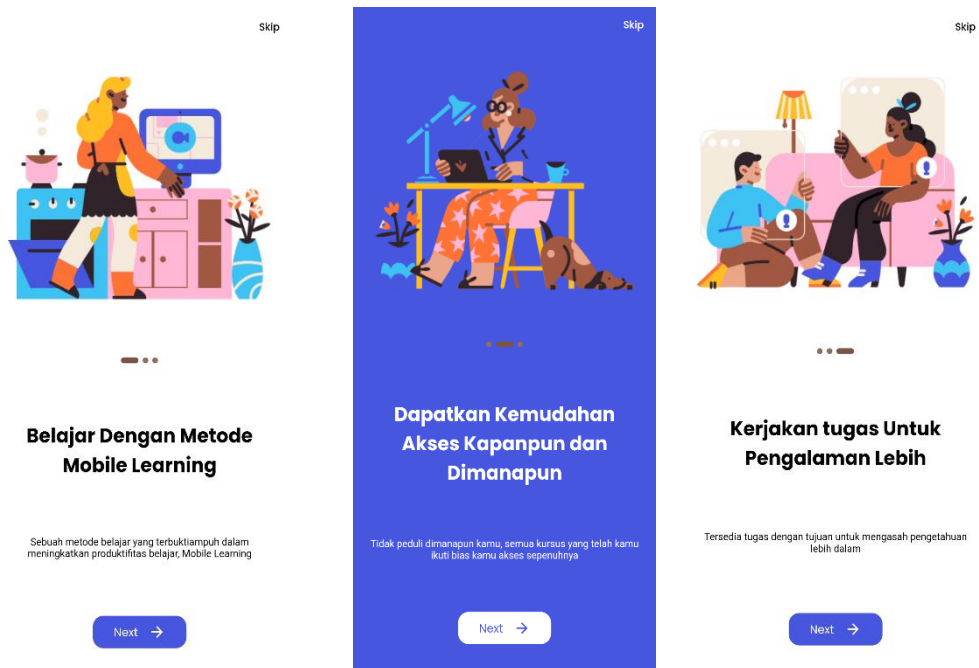 Skip
Belajar Dengan Metode
Mobile Learning
Sebuah metode belajar yang terbuktiampuh dalam
meningkatkan produktifitas belajar, Mobile Learning
Next
Skip
Dapatkan Kemudahan
Akses Kapanpun dan
Dimanapun
Tidak peduli dimanapun kamu, semua kursus yang telah kamu
ikuti bias kamu akses sepenuhnya
Next
Skip
Kerjakan tugas Untuk
Pengalaman Lebih
Tersedia tugas dengan tujuan untuk mengasah pengetahuan
lebih dalam
Next